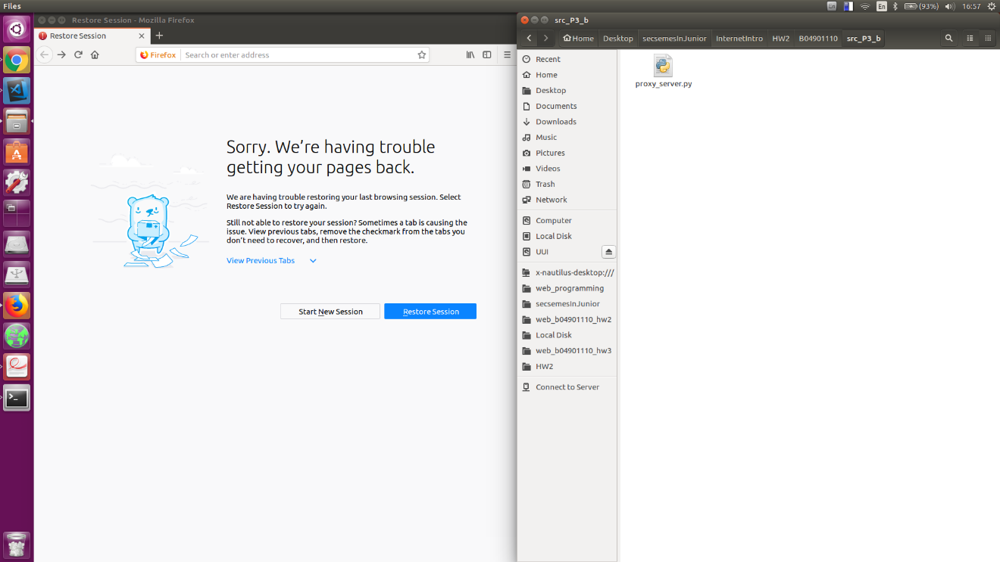 Files
En
En
(93%)
16:57
Restore Session - Mozilla Firefox
Restore Session
Firefox
Search or enter address
Sorry. We’re having trouble
getting your pages back.
We are having trouble restoring your last browsing session. Select
Restore Session to try again.
Still not able to restore your session? Sometimes a tab is causing the
issue. View previous tabs, remove the checkmark from the tabs you
don’t need to recover, and then restore.
View Previous Tabs
Start New Session
Restore Session
src_P3_b
Home
Desktop
secsemesInJunior
InternetIntro
HW2
B04901110
src_P3_b
Recent
Home
Desktop
Documents
Downloads
Music
Pictures
Videos
Trash
Network
Computer
Local Disk
UUI
x-nautilus-desktop:///
web_programming
secsemesInJunior
web_b04901110_hw2
Local Disk
web_b04901110_hw3
HW2
Connect to Server
proxy_server.py